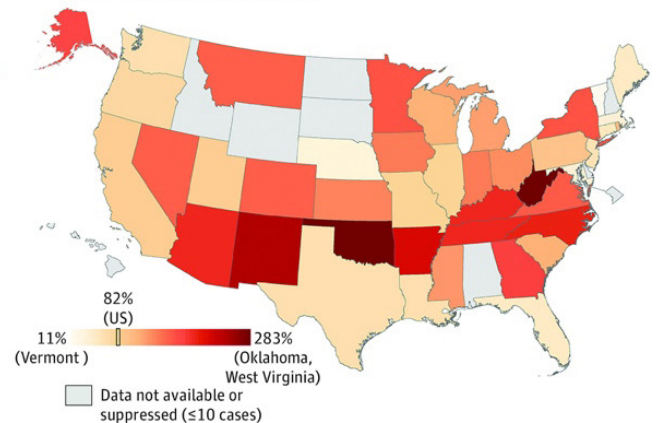 82%
(US)
11%
(Vermont )
283%
(Oklahoma,
West Virginia)
Data not available or
suppressed (≤10 cases)